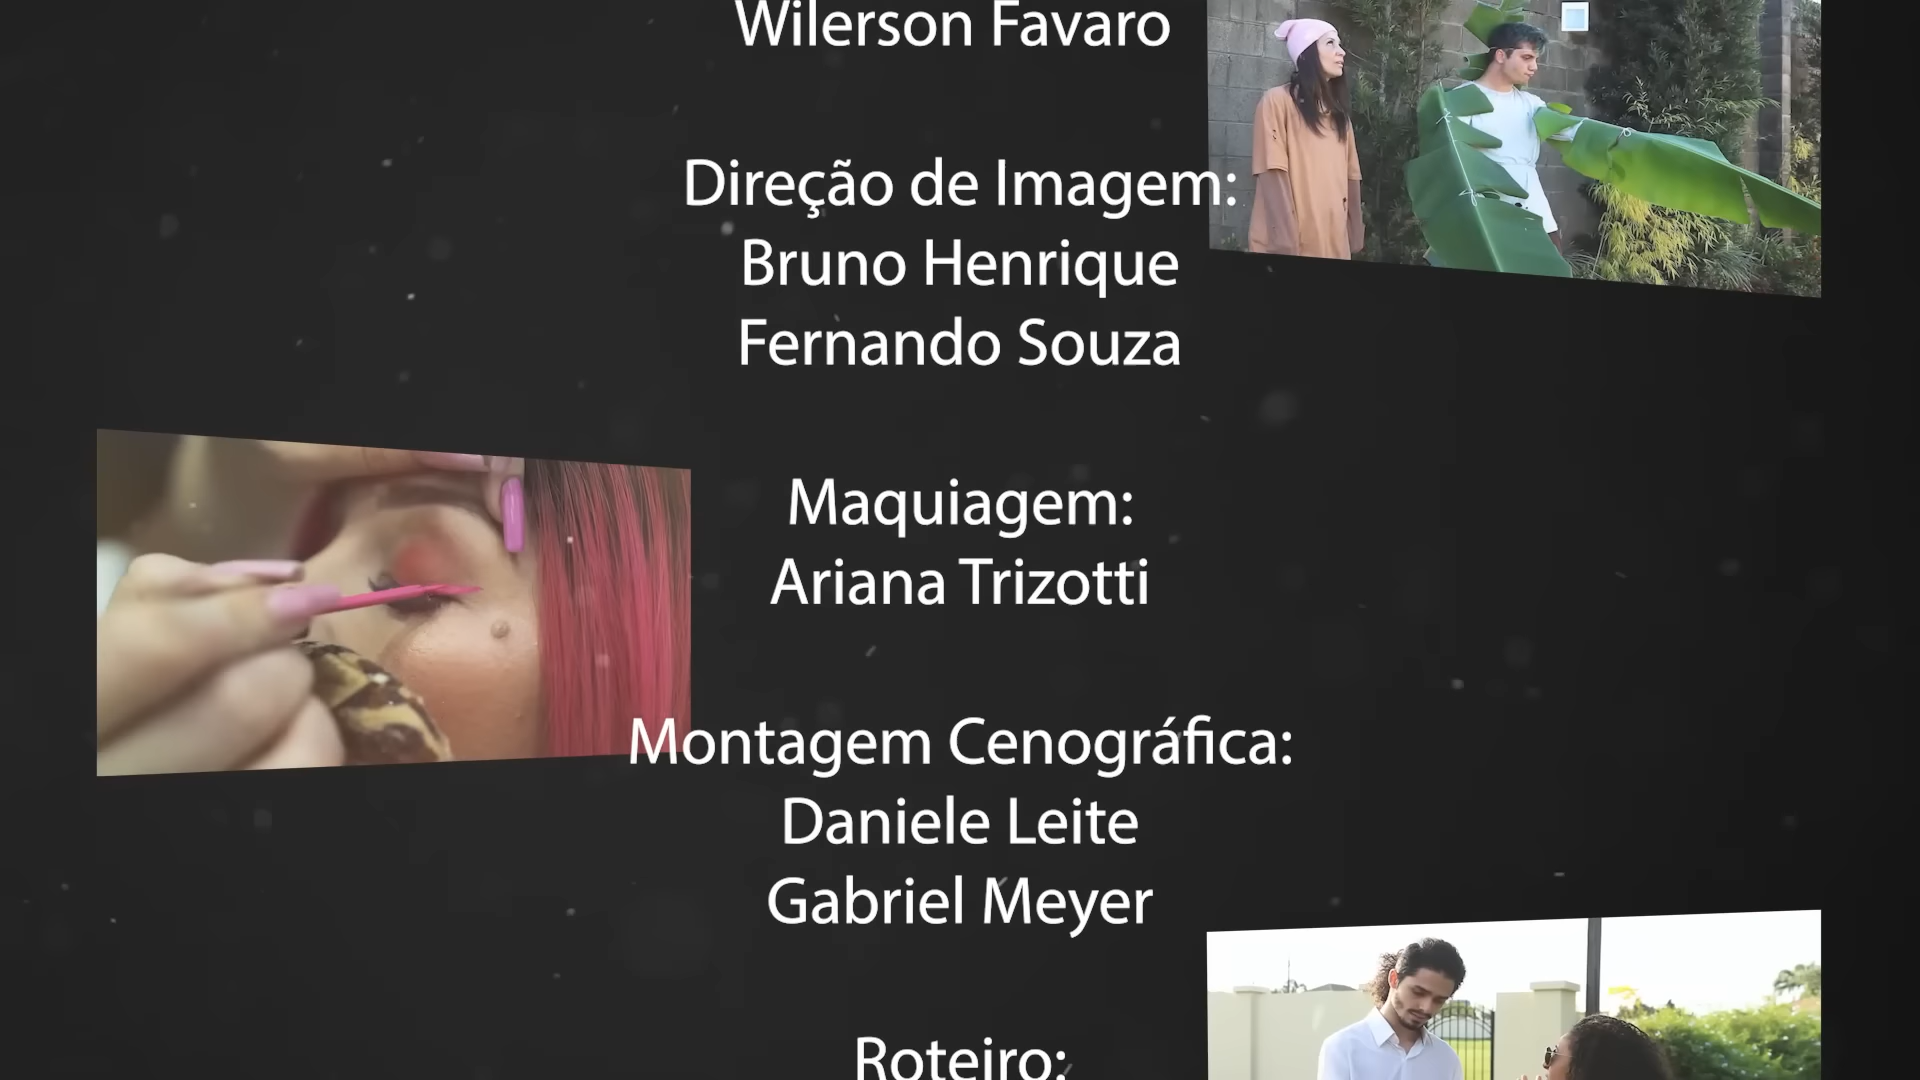 Wilerson Favaro
Direção de Imagem:
Bruno Henrique
Fernando Souza
Maquiagem:
Ariana Trizotti
Montagem Cenográfica:
Daniele Leite
Gabriel Meyer
Roteiro: